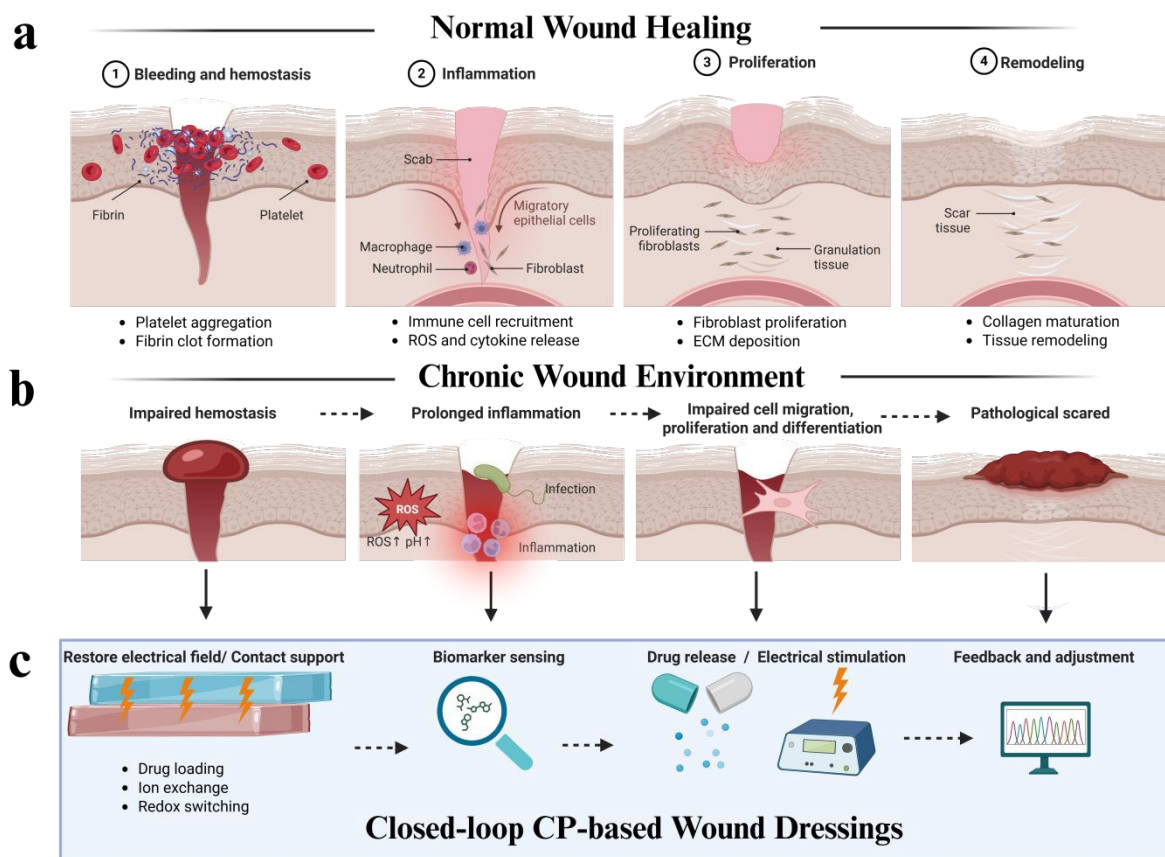 a
Normal Wound Healing
1 Bleeding and hemostasis
2 Inflammation
3 Proliferation
4 Remodeling
Fibrin
Platelet
Scab
Migratory
epithelial cells
Macrophage
Neutrophil
Fibroblast
Proliferating
fibroblasts
Granulation
tissue
Scar
tissue
• Platelet aggregation
• Fibrin clot formation
• Immune cell recruitment
• ROS and cytokine release
• Fibroblast proliferation
• ECM deposition
• Collagen maturation
• Tissue remodeling
b
Chronic Wound Environment
Impaired hemostasis
Prolonged inflammation
Impaired cell migration,
proliferation and differentiation
Pathological scared
ROS
ROS↑ pH↑
Infection
Inflammation
c
Restore electrical field/ Contact support
Biomarker sensing
Drug release / Electrical stimulation
Feedback and adjustment
• Drug loading
• Ion exchange
• Redox switching
Closed-loop CP-based Wound Dressings